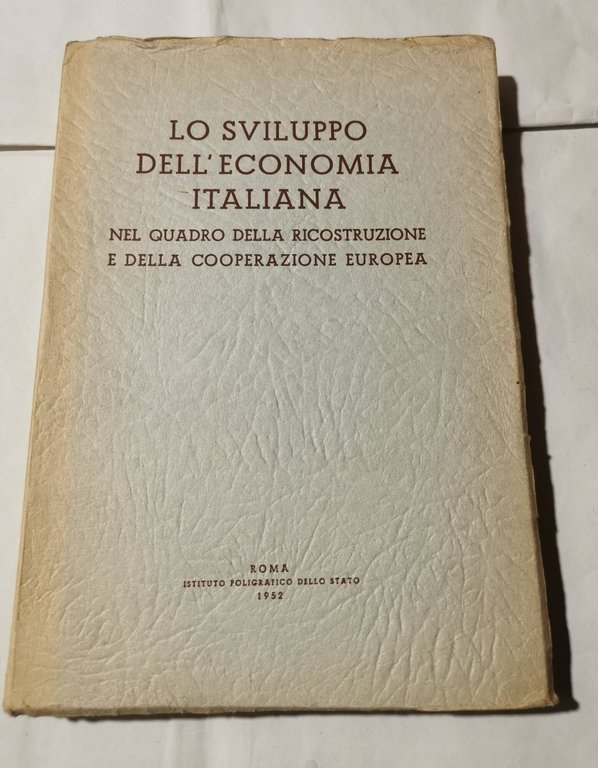 LO SVILUPPO
DELL'ECONOMIA
ITALIANA
NEL QUADRO DELLA RICOSTRUZIONE
E DELLA COOPERAZIONE EUROPEA
ROMA
ISTITUTO POLIGRAFICO DELLO STATO
1952